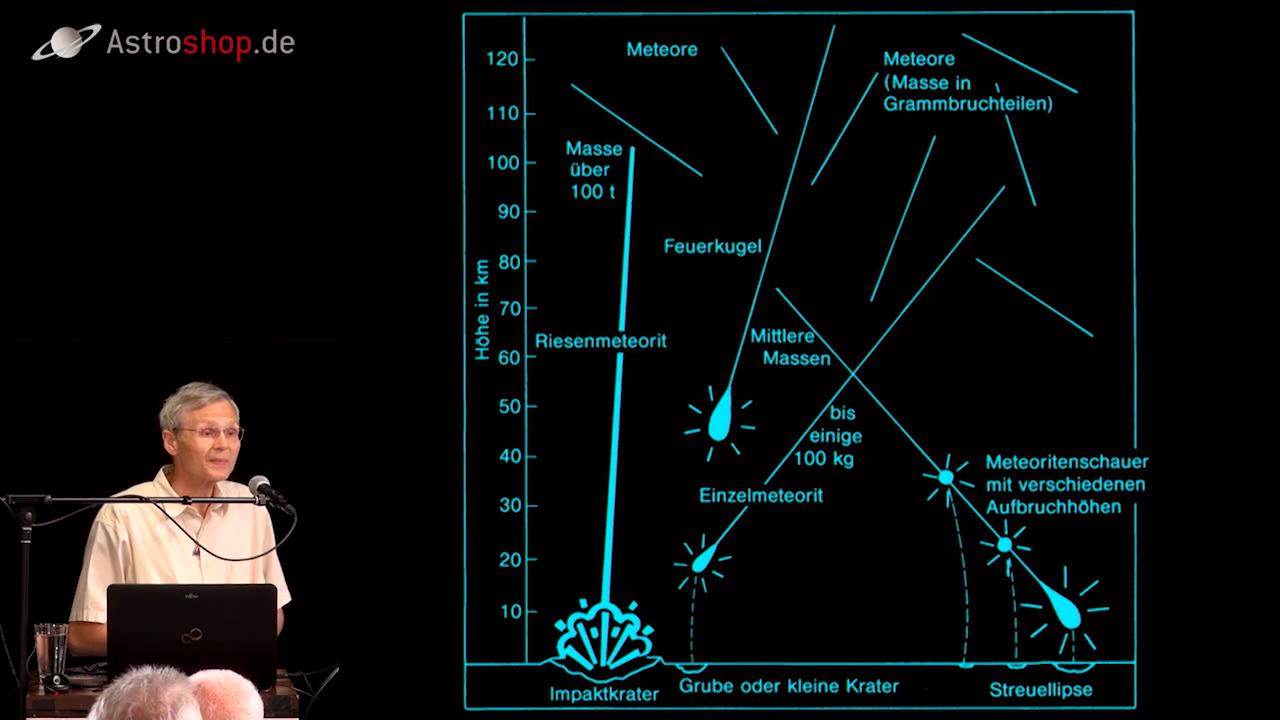 Astroshop.de
Meteore
Meteore
(Masse in
Grammbruchteilen)
Masse
über
100 t
Feuerkugel
Riesenmeteorit
Mittlere
Massen
bis
einige
100 kg
Einzelmeteorit
Meteoritenschauer
mit verschiedenen
Aufbruchhöhen
Höhe in km
120
110
100
90
80
70
60
50
40
30
20
10
Impaktkrater
Grube oder kleine Krater
Streuellipse